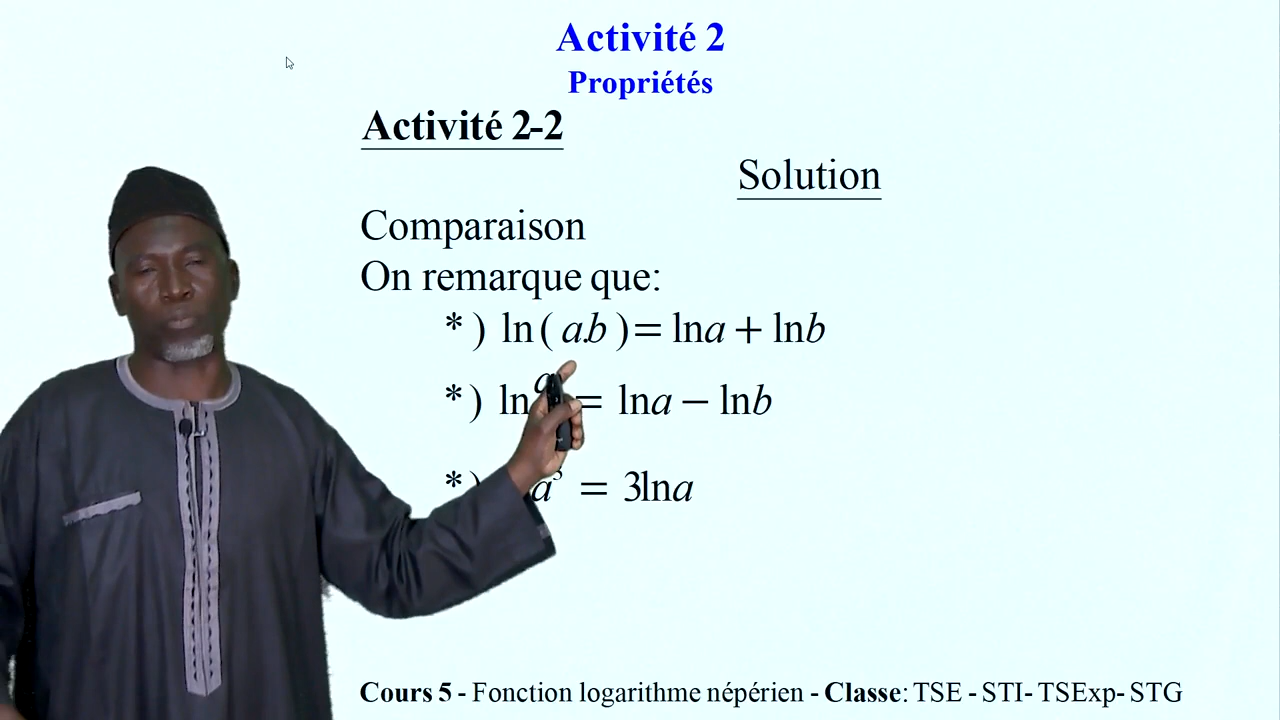 Activité 2
Propriétés
Activité 2-2
Solution
Comparaison
On remarque que:
*) ln(a.b)= lna + lnb
*) ln a = lna − lnb
*) a³ = 3lna
Cours 5 - Fonction logarithme népérien - Classe: TSE - STI- TSExp- STG